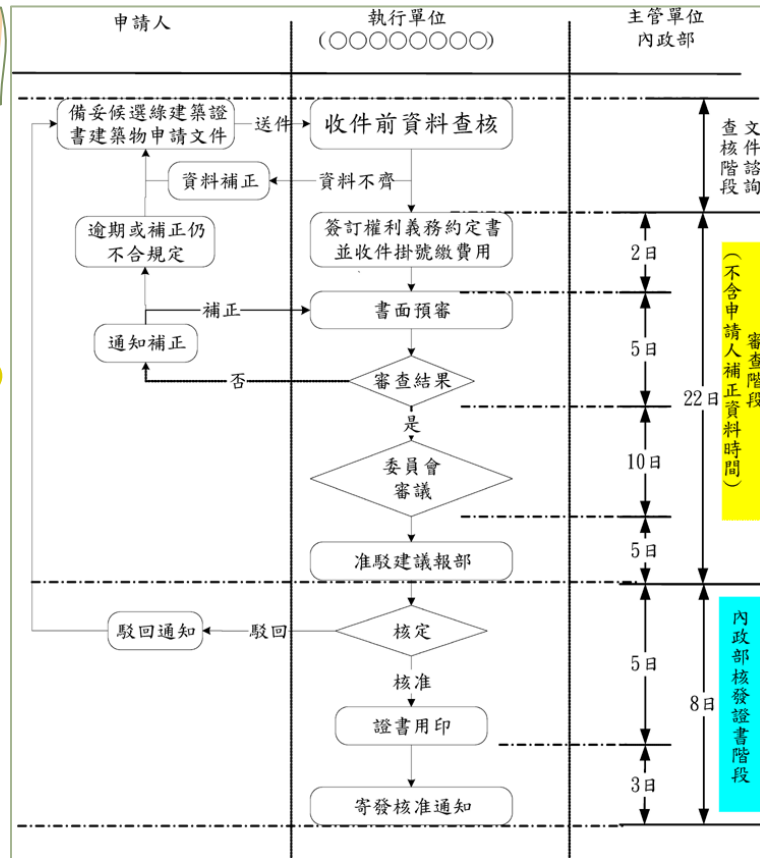 申請人
執行單位
(○○○○○○○○)
主管單位
內政部
備妥候選綠建築證
書建築物申請文件
送件
收件前資料查核
資料補正
資料不齊
文件諮詢
查核階段
逾期或補正仍
不合規定
簽訂權利義務約定書
並收件掛號繳費用
2日
補正
書面預審
通知補正
5日
否
審查結果
是
審查階段
(不含申請人補正資料時間)
22日
委員會
審議
10日
准駁建議報部
5日
駁回通知
駁回
核定
5日
核准
證書用印
8日
內政部核發證書階段
寄發核准通知
3日